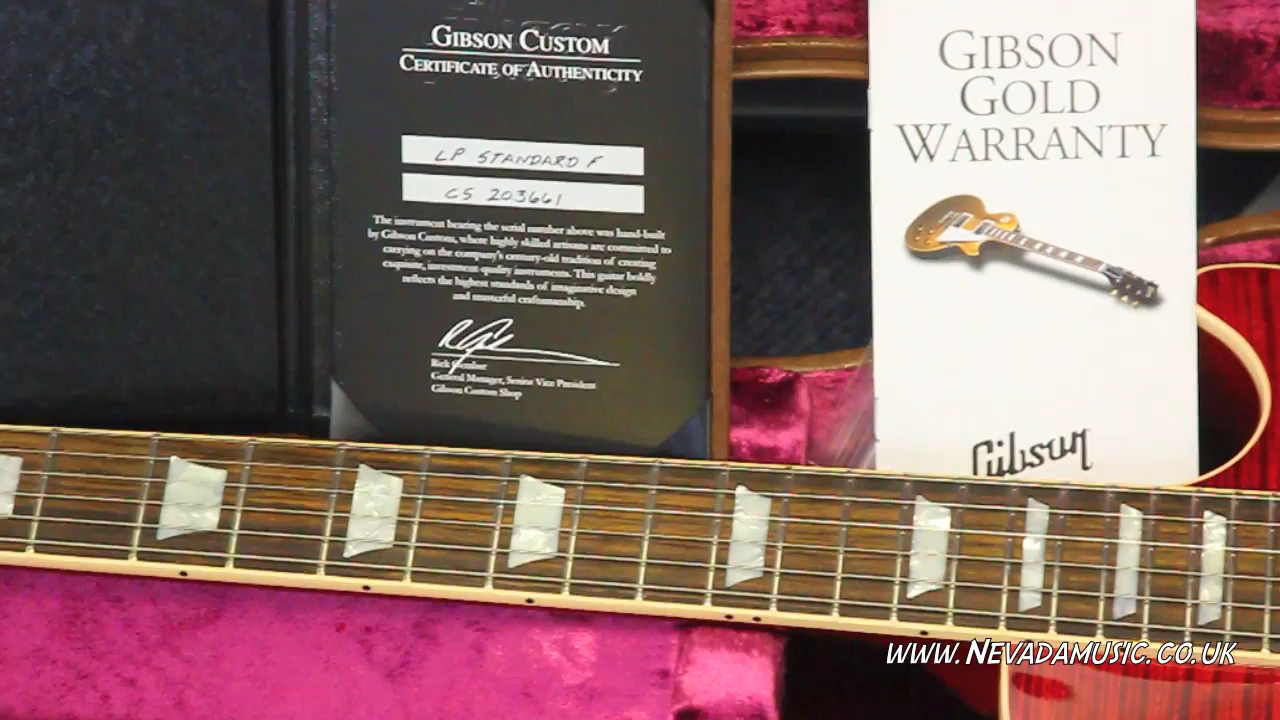 GIBSON CUSTOM
CERTIFICATE OF AUTHENTICITY
LP STANDARD F
CS 203661
The instrument bearing the serial number above was hand-built
by Gibson Custom, where highly skilled artisans are committed to
carrying on the company's century-old tradition of creating
exquisite, investment quality instruments. This guitar boldly
reflects the highest standards of imaginative design
and masterful craftsmanship.
Rick
General Manager, Senior Vice President
Gibson Custom Shop
GIBSON
GOLD
WARRANTY
Gibson
www.Nevadamusic.co.uk